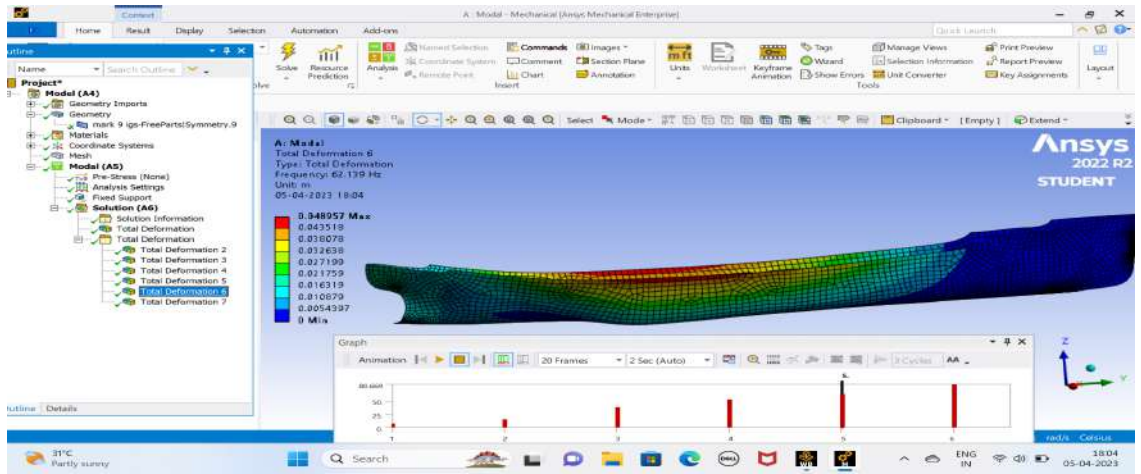 Context
A : Modal - Mechanical [Ansys Mechanical Enterprise]
Home Result Display Selection Automation Add-ons
Quick Launch
Outline
Name Search Outline
Solve Resource Prediction
Analysis
Named Selection
Coordinate System
Remote Point
Commands
Comment
Chart
Images
Section Plane
Annotation
Insert
Units
Worksheet
Keyframe Animation
Tags
Wizard
Show Errors
Manage Views
Selection Information
Unit Converter
Print Preview
Report Preview
Key Assignments
Tools
Layout
Select Mode Clipboard [Empty] Extend
Project*
Model (A4)
Geometry Imports
Geometry
mark 9 igs-FreeParts|Symmetry.9
Materials
Coordinate Systems
Mesh
Modal (A5)
Pre-Stress (None)
Analysis Settings
Fixed Support
Solution (A6)
Solution Information
Total Deformation
Total Deformation
Total Deformation 2
Total Deformation 3
Total Deformation 4
Total Deformation 5
Total Deformation 6
Total Deformation 7
Outline Details
A: Modal
Total Deformation 6
Type: Total Deformation
Frequency: 62.139 Hz
Unit: m
05-04-2023 18:04
0.048957 Max
0.043518
0.038078
0.032638
0.027199
0.021759
0.016319
0.010879
0.0054397
0 Min
Ansys
2022 R2
STUDENT
Graph
Animation 20 Frames 2 Sec (Auto) 3 Cycles
50
25
0
1 2 3 4 5 6
Z
Y
rad/s Celsius
31°C
Partly sunny
Search
ENG
IN
18:04
05-04-2023